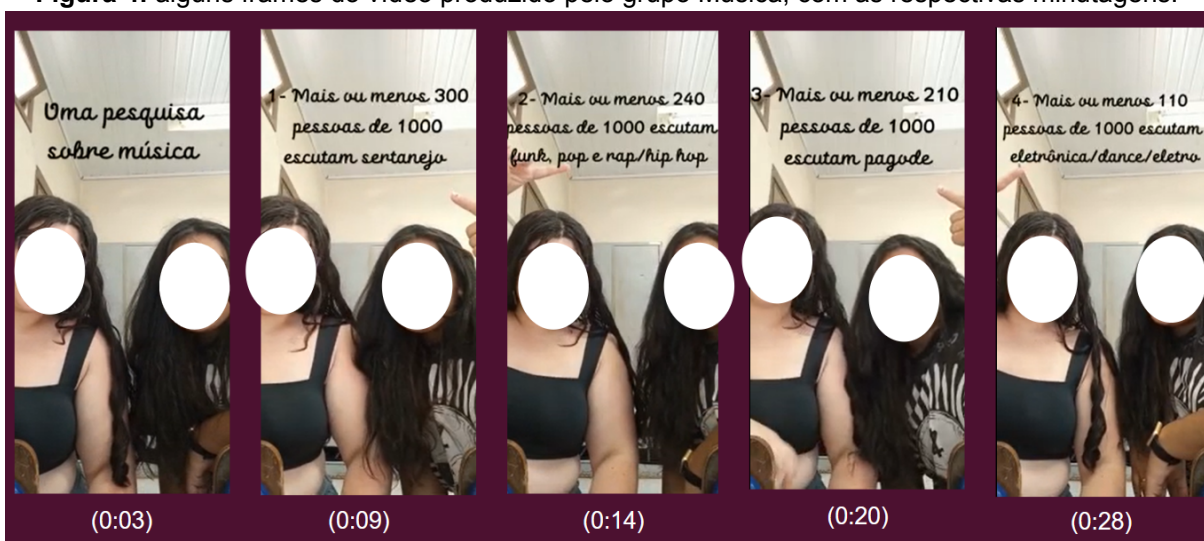 Figura 4: alguns frames do vídeo produzido pelo grupo Música, com as respectivas minutagens.
Uma pesquisa
sobre música
1- Mais ou menos 300
pessoas de 1000
escutam sertanejo
2- Mais ou menos 240
pessoas de 1000 escutam
funk, pop e rap/hip hop
3- Mais ou menos 210
pessoas de 1000
escutam pagode
4- Mais ou menos 110
pessoas de 1000 escutam
eletrônica/dance/eletro
(0:03)
(0:09)
(0:14)
(0:20)
(0:28)